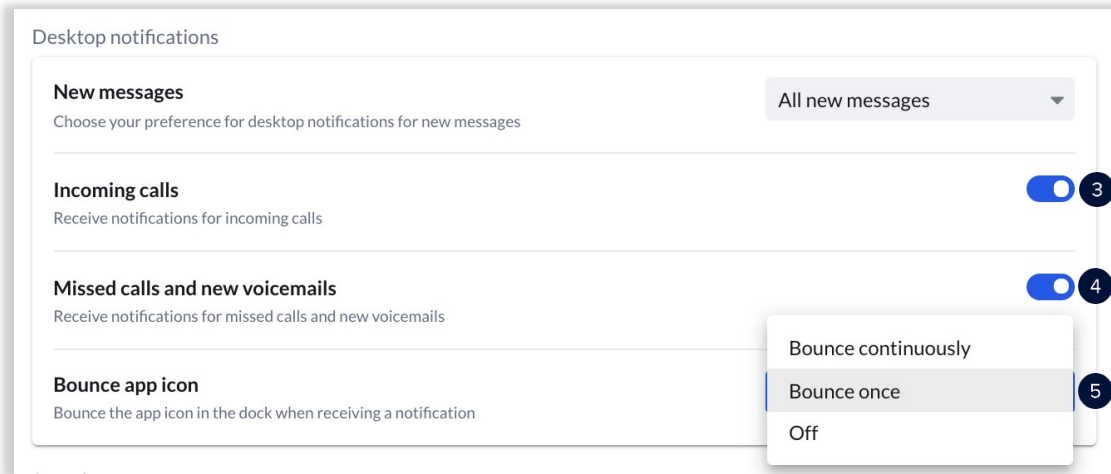 Desktop notifications
New messages
All new messages
Choose your preference for desktop notifications for new messages
Incoming calls
3
Receive notifications for incoming calls
Missed calls and new voicemails
4
Receive notifications for missed calls and new voicemails
Bounce continuously
Bounce app icon
Bounce once
5
Bounce the app icon in the dock when receiving a notification
Off